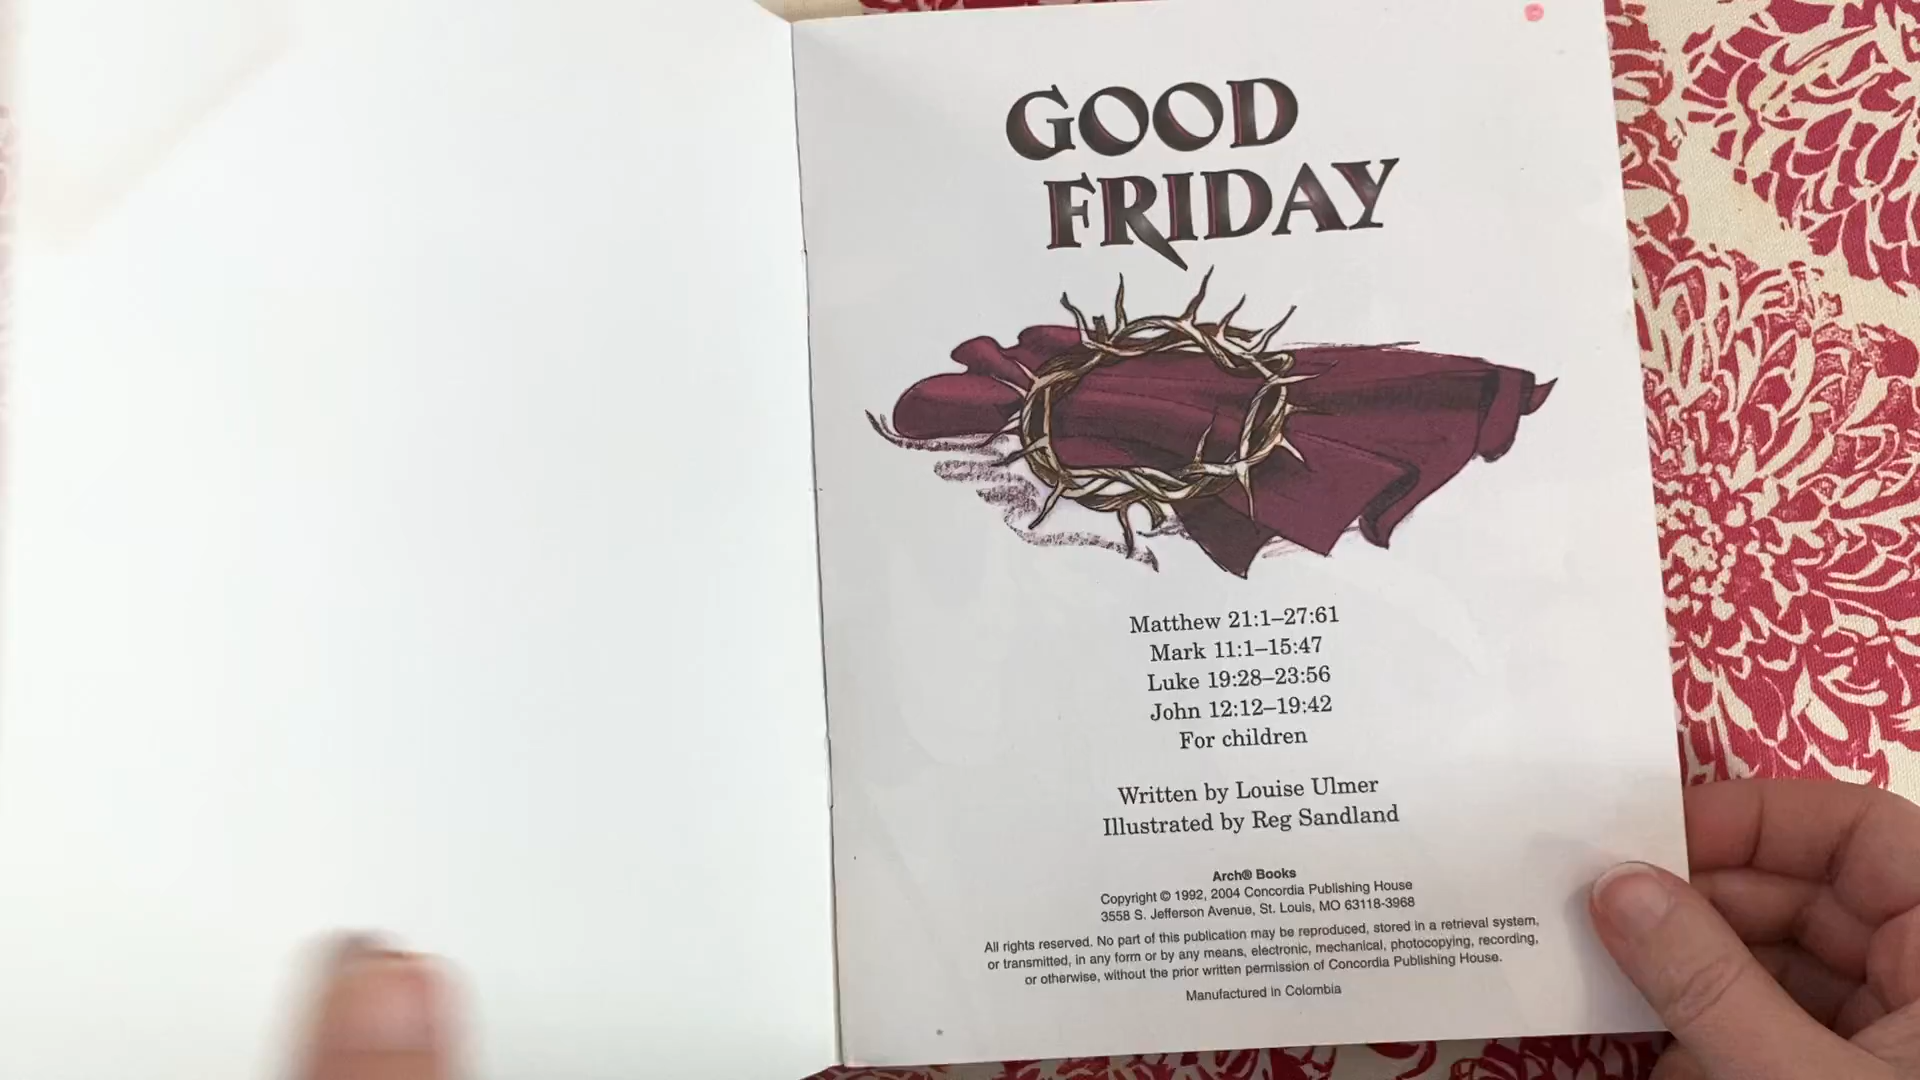 GOOD
FRIDAY
Matthew 21:1–27:61
Mark 11:1–15:47
Luke 19:28–23:56
John 12:12–19:42
For children
Written by Louise Ulmer
Illustrated by Reg Sandland
Arch® Books
Copyright © 1992, 2004 Concordia Publishing House
3558 S. Jefferson Avenue, St. Louis, MO 63118-3968
All rights reserved. No part of this publication may be reproduced, stored in a retrieval system,
or transmitted, in any form or by any means, electronic, mechanical, photocopying, recording,
or otherwise, without the prior written permission of Concordia Publishing House.
Manufactured in Colombia